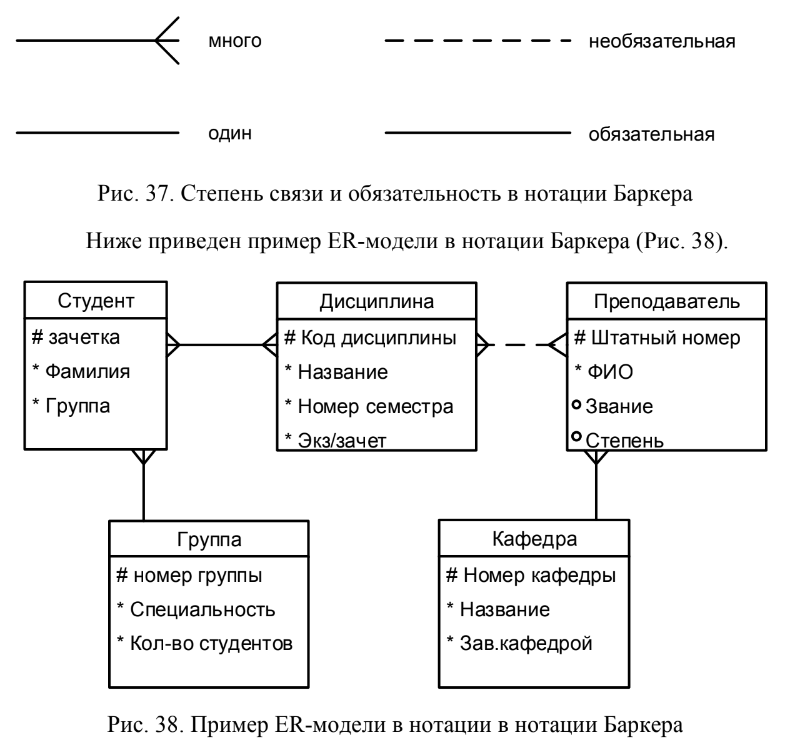 много
необязательная
один
обязательная
Рис. 37. Степень связи и обязательность в нотации Баркера
Ниже приведен пример ER-модели в нотации Баркера (Рис. 38).
Студент
# зачетка
* Фамилия
* Группа
Дисциплина
# Код дисциплины
* Название
* Номер семестра
* Экз/зачет
Преподаватель
# Штатный номер
* ФИО
o Звание
o Степень
Группа
# номер группы
* Специальность
* Кол-во студентов
Кафедра
# Номер кафедры
* Название
* Зав.кафедрой
Рис. 38. Пример ER-модели в нотации в нотации Баркера